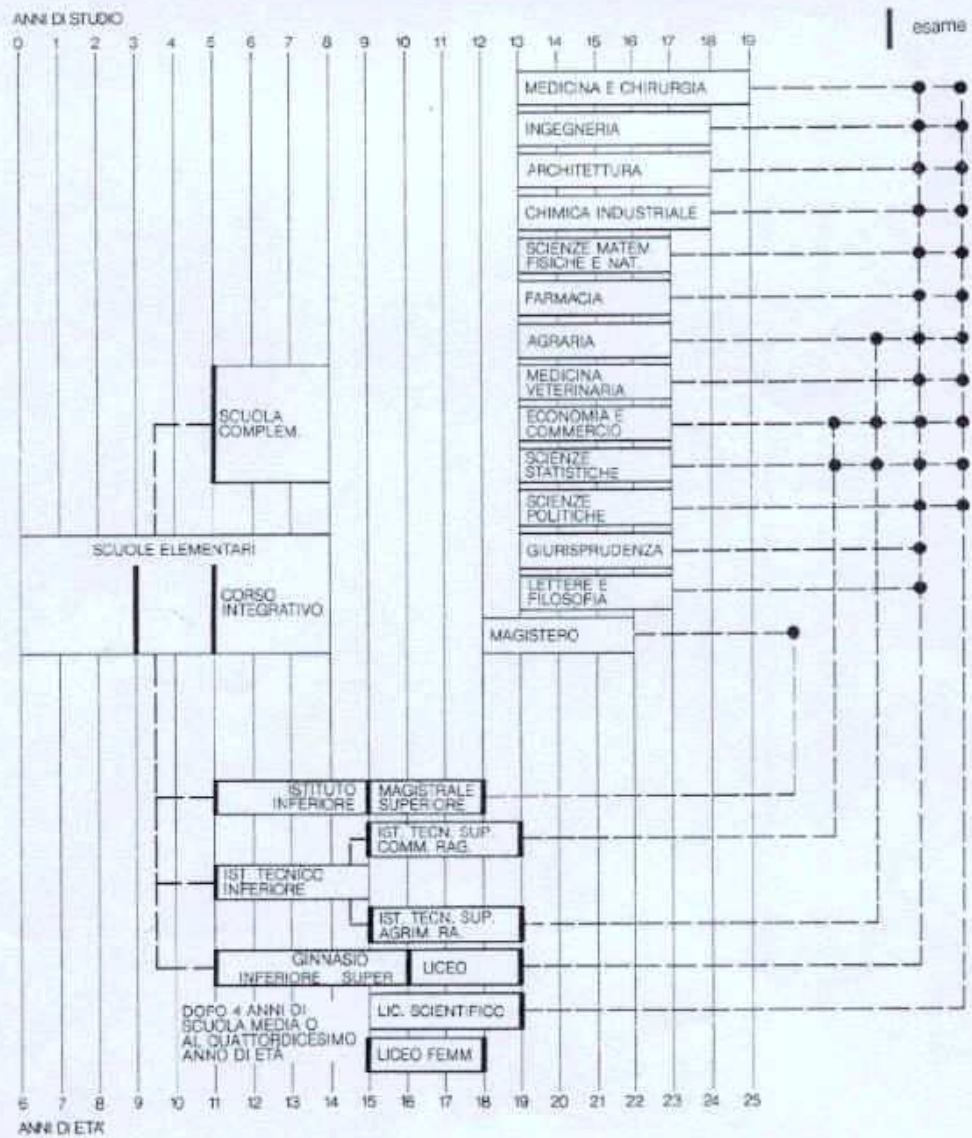 ANNI DI STUDIO
esame
0 1 2 3 4 5 6 7 8 9 10 11 12 13 14 15 16 17 18 19
MEDICINA E CHIRURGIA
INGEGNERIA
ARCHITETTURA
CHIMICA INDUSTRIALE
SCIENZE MATEM.
FISICHE E NAT.
FARMACIA
AGRARIA
MEDICINA
VETERINARIA
SCUOLA
COMPLEM.
ECONOMIA E
COMMERCIO
SCIENZE
STATISTICHE
SCIENZE
POLITICHE
SCUOLE ELEMENTARI
GIURISPRUDENZA
CORSO
INTEGRATIVO
LETTERE E
FILOSOFIA
MAGISTERO
ISTITUTO
INFERIORE
MAGISTRALE
SUPERIORE
IST. TECN. SUP.
COMM. RAG.
IST. TECNICO
INFERIORE
IST. TECN. SUP.
AGRIM. RA.
GINNASIO
INFERIORE SUPER
LICEO
DOPO 4 ANNI DI
SCUOLA MEDIA O
AL QUATTORDICESIMO
ANNO DI ETÀ
LIC. SCIENTIFICO
LICEO FEMM.
6 7 8 9 10 11 12 13 14 15 16 17 18 19 20 21 22 23 24 25
ANNI DI ETA'